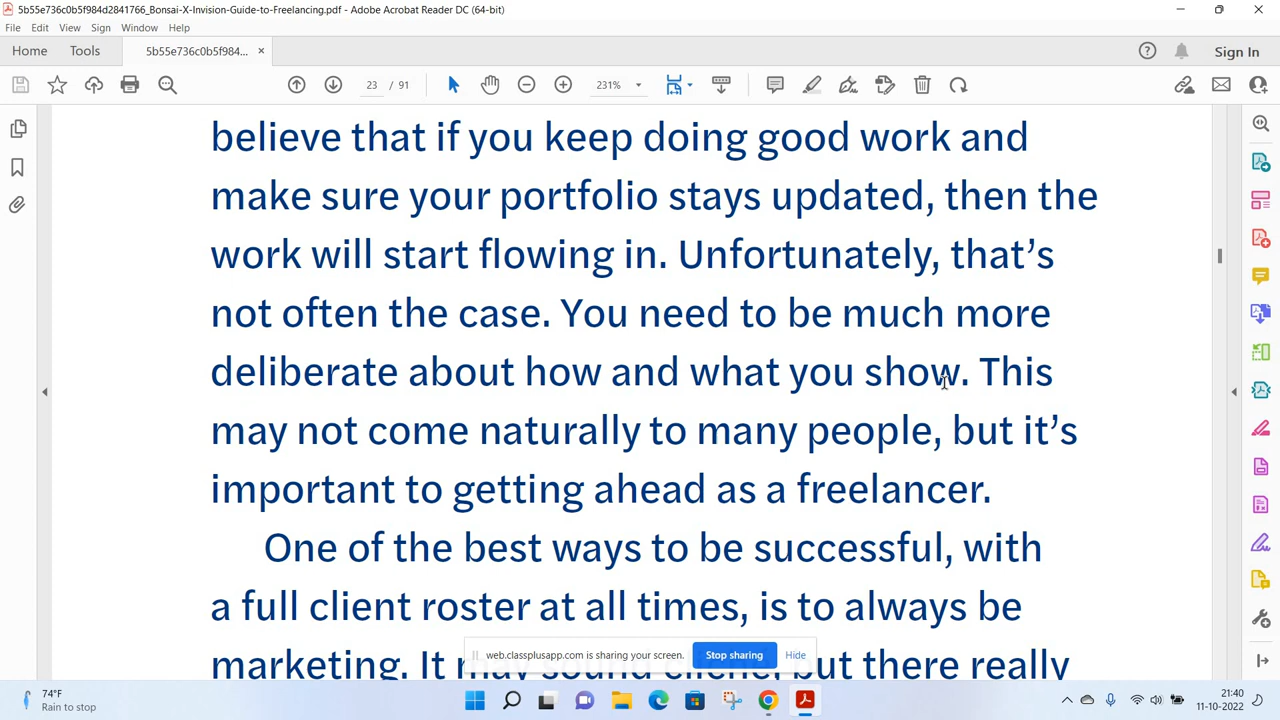 5b55e736c0b5f984d2841766_Bonsai-X-Invision-Guide-to-Freelancing.pdf - Adobe Acrobat Reader DC (64-bit)
File Edit View Sign Window Help
Home Tools 5b55e736c0b5f984... × Sign In
23 / 91 231%
believe that if you keep doing good work and
make sure your portfolio stays updated, then the
work will start flowing in. Unfortunately, that’s
not often the case. You need to be much more
deliberate about how and what you show. This
may not come naturally to many people, but it’s
important to getting ahead as a freelancer.
One of the best ways to be successful, with
a full client roster at all times, is to always be
marketing. It may sound cliché, but there really
web.classplusapp.com is sharing your screen. Stop sharing Hide
74°F
Rain to stop
21:40
11-10-2022